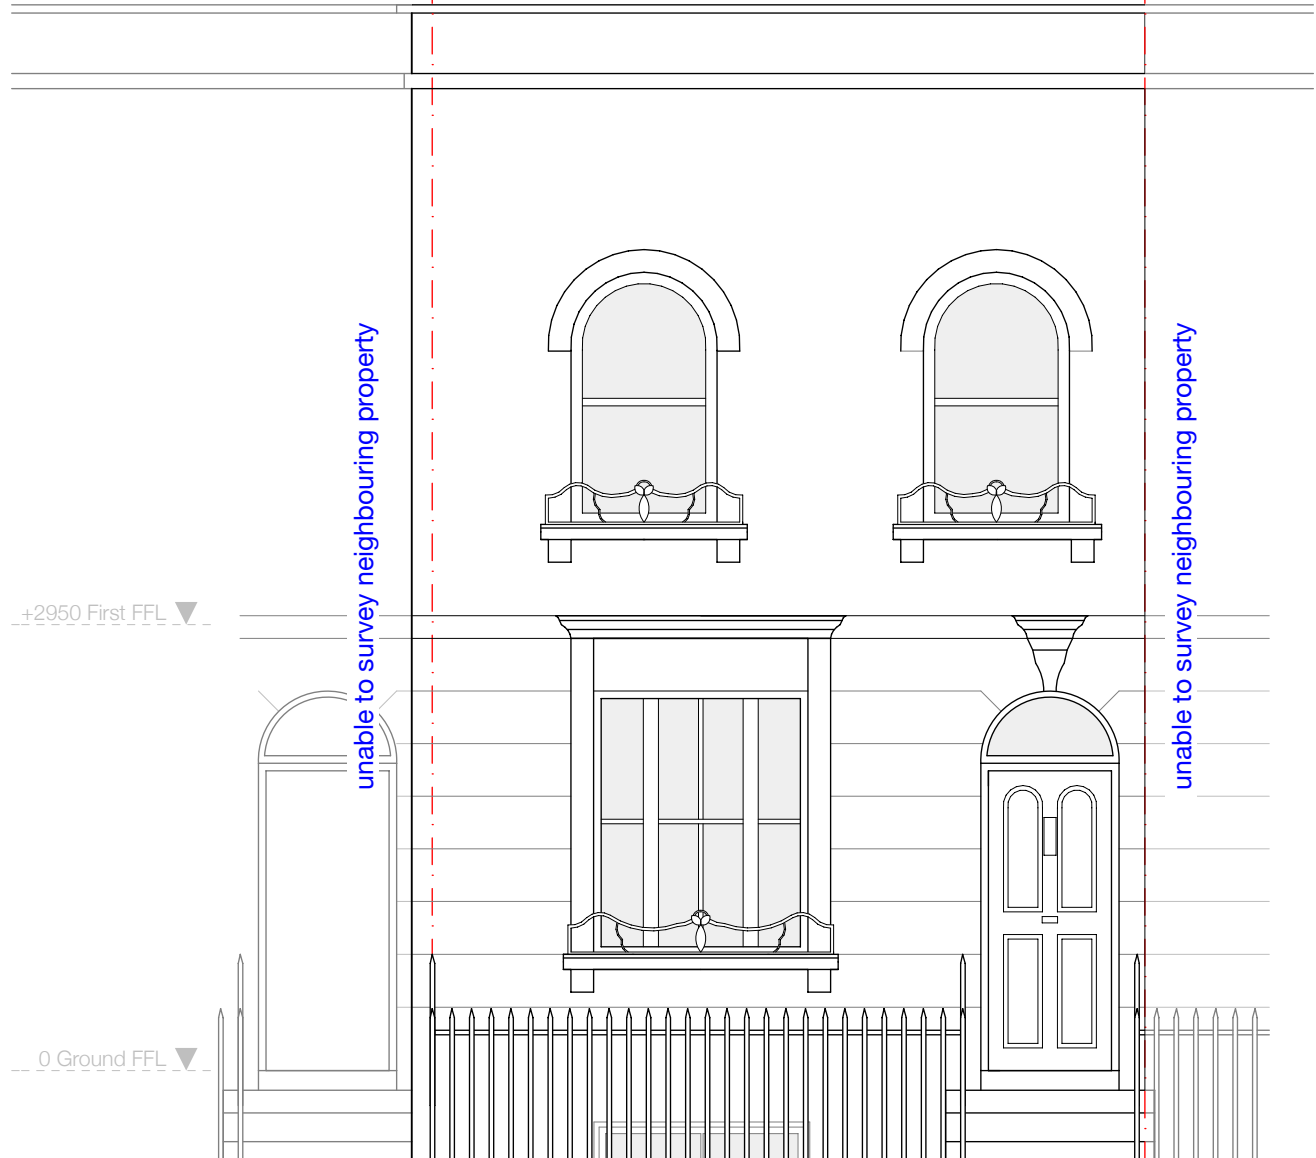 unable to survey neighbouring property
unable to survey neighbouring property
+2950 First FFL
0 Ground FFL